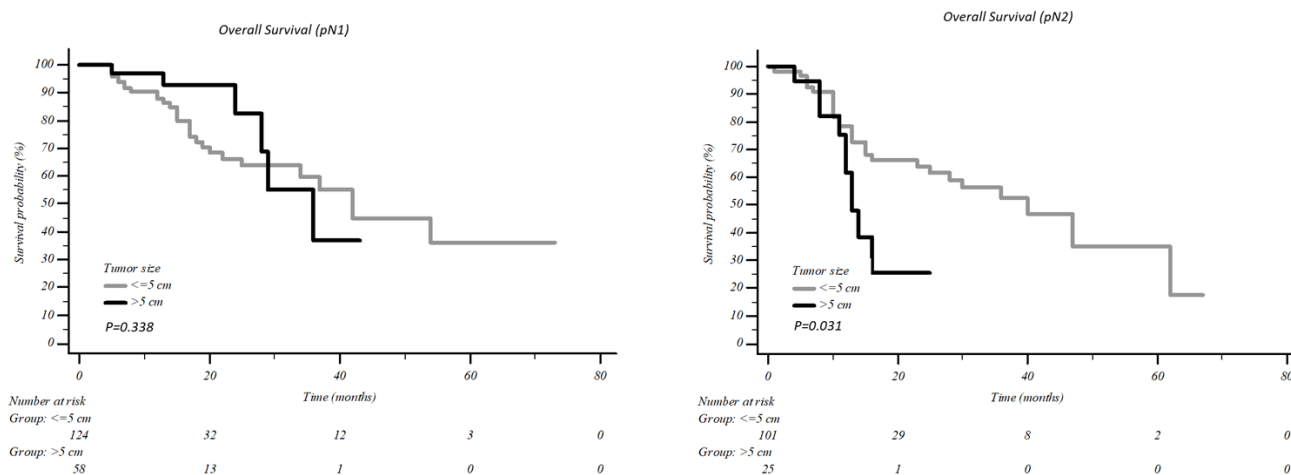 Overall Survival (pN1)
Survival probability (%)
100
90
80
70
60
50
40
30
20
10
0
Tumor size
<=5 cm
>5 cm
P=0.338
0 20 40 60 80
Time (months)
Number at risk
Group: <=5 cm
124 32 12 3 0
Group: >5 cm
58 13 1 0 0
Overall Survival (pN2)
Survival probability (%)
100
90
80
70
60
50
40
30
20
10
0
Tumor size
<=5 cm
>5 cm
P=0.031
0 20 40 60 80
Time (months)
Number at risk
Group: <=5 cm
101 29 8 2 0
Group: >5 cm
25 1 0 0 0